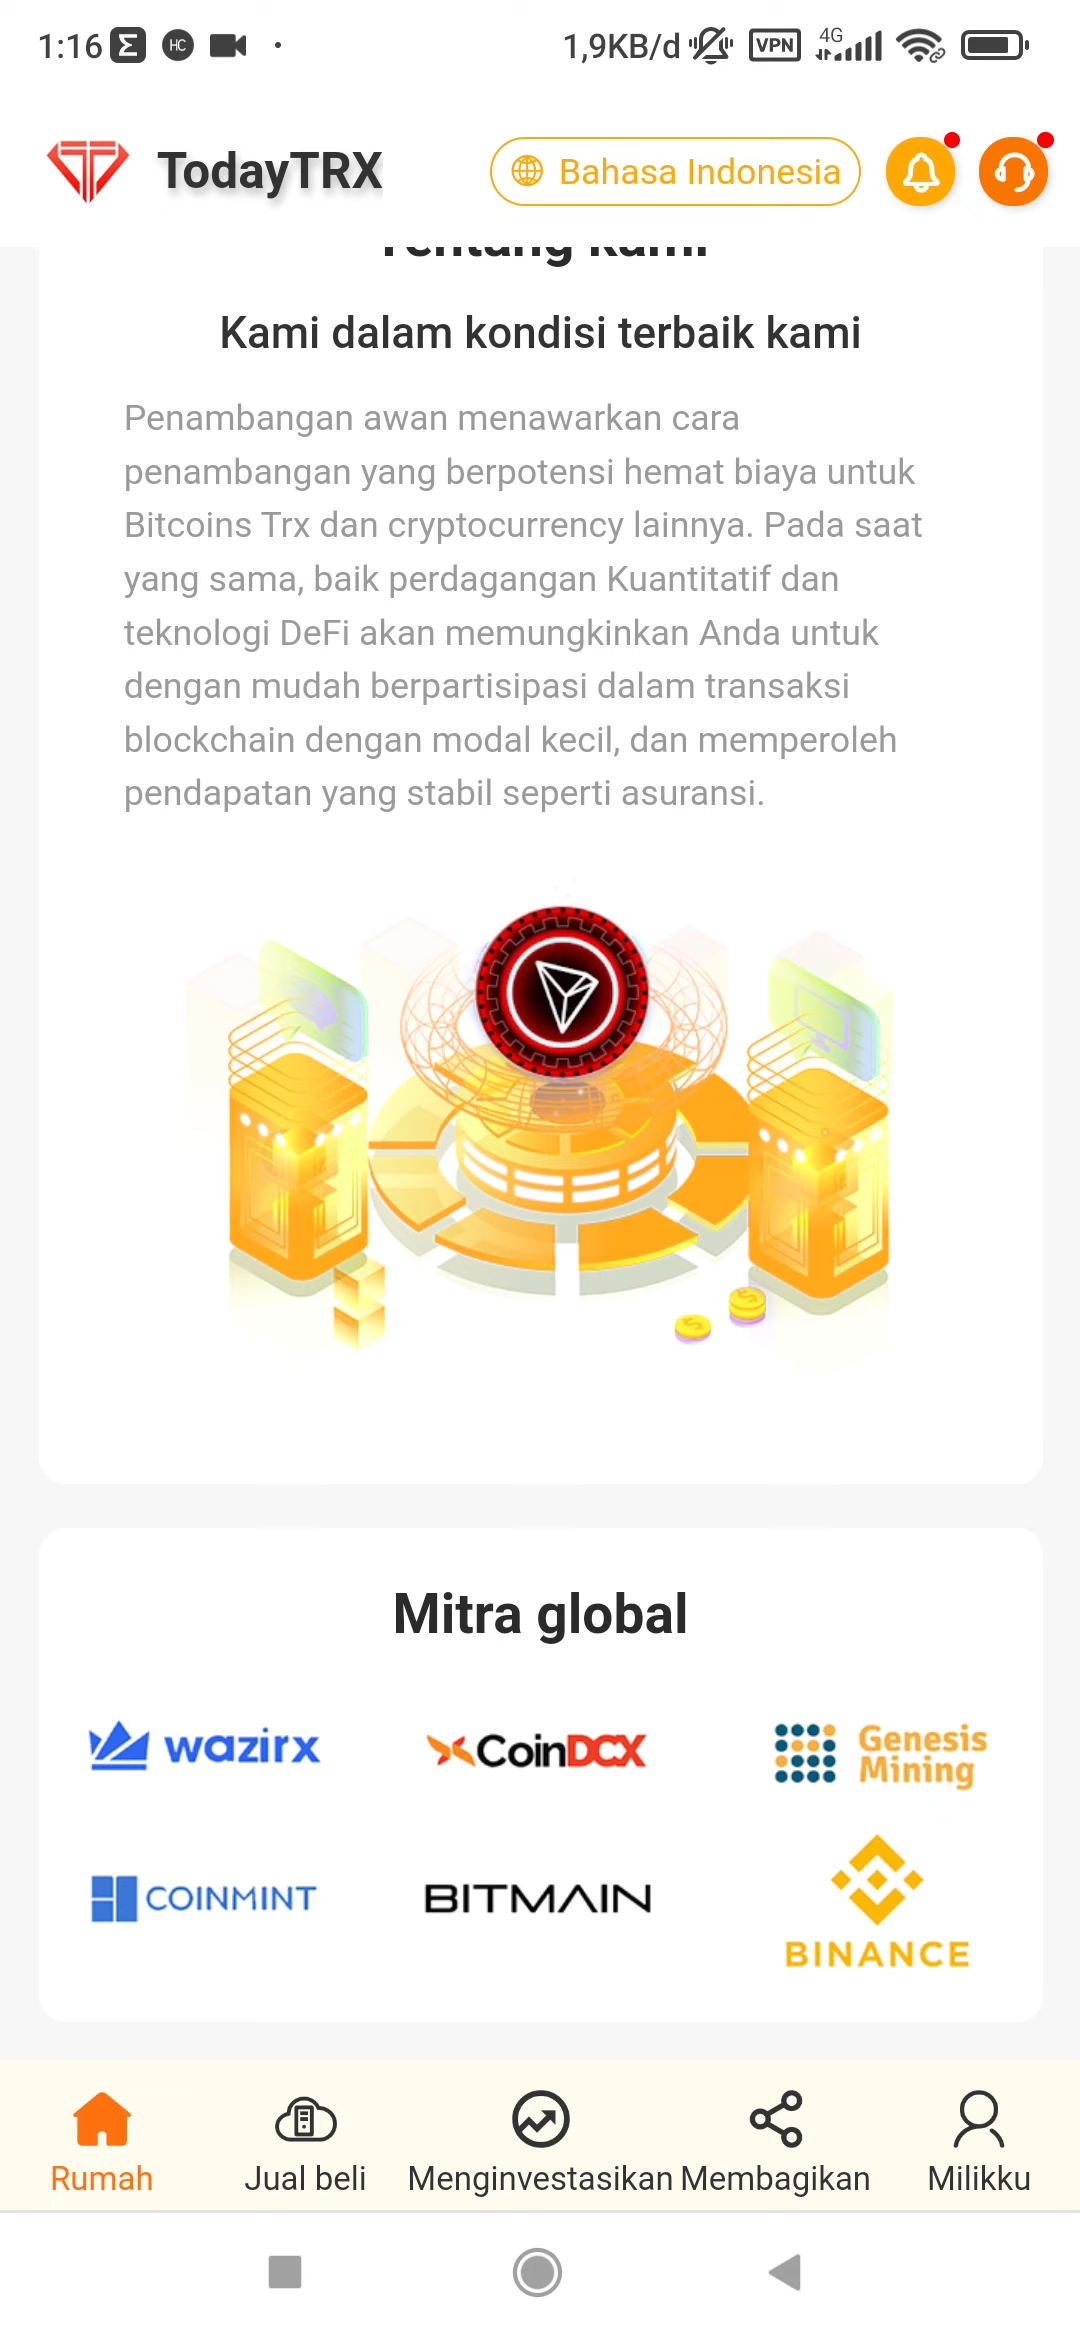 1:16 HC 1,9KB/d VPN 4G
TodayTRX Bahasa Indonesia
Tentang kami
Kami dalam kondisi terbaik kami
Penambangan awan menawarkan cara
penambangan yang berpotensi hemat biaya untuk
Bitcoins Trx dan cryptocurrency lainnya. Pada saat
yang sama, baik perdagangan Kuantitatif dan
teknologi DeFi akan memungkinkan Anda untuk
dengan mudah berpartisipasi dalam transaksi
blockchain dengan modal kecil, dan memperoleh
pendapatan yang stabil seperti asuransi.
Mitra global
wazirx CoinDCX Genesis Mining
COINMINT BITMAIN BINANCE
Rumah Jual beli Menginvestasikan Membagikan Milikku